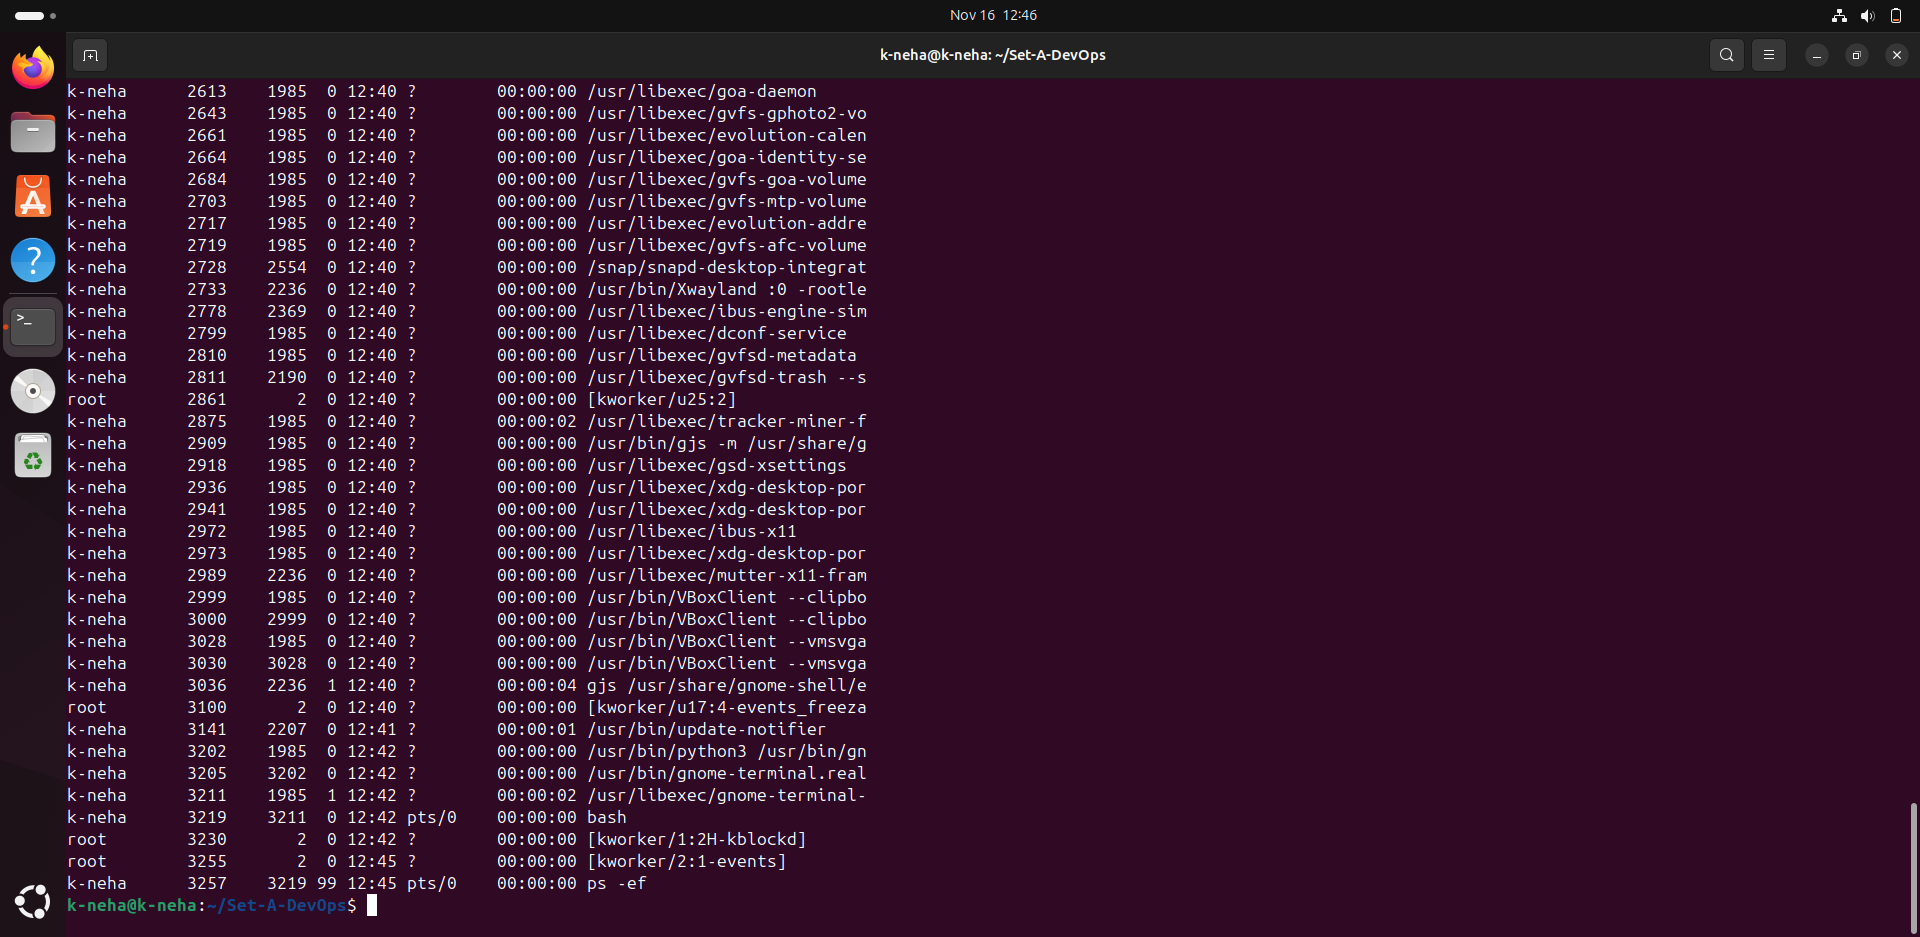 Nov 16 12:46
k-neha@k-neha: ~/Set-A-DevOps
k-neha 2613 1985 0 12:40 ? 00:00:00 /usr/libexec/goa-daemon
k-neha 2643 1985 0 12:40 ? 00:00:00 /usr/libexec/gvfs-gphoto2-vo
k-neha 2661 1985 0 12:40 ? 00:00:00 /usr/libexec/evolution-calen
k-neha 2664 1985 0 12:40 ? 00:00:00 /usr/libexec/goa-identity-se
k-neha 2684 1985 0 12:40 ? 00:00:00 /usr/libexec/gvfs-goa-volume
k-neha 2703 1985 0 12:40 ? 00:00:00 /usr/libexec/gvfs-mtp-volume
k-neha 2717 1985 0 12:40 ? 00:00:00 /usr/libexec/evolution-addre
k-neha 2719 1985 0 12:40 ? 00:00:00 /usr/libexec/gvfs-afc-volume
k-neha 2728 2554 0 12:40 ? 00:00:00 /snap/snapd-desktop-integrat
k-neha 2733 2236 0 12:40 ? 00:00:00 /usr/bin/Xwayland :0 -rootle
k-neha 2778 2369 0 12:40 ? 00:00:00 /usr/libexec/ibus-engine-sim
k-neha 2799 1985 0 12:40 ? 00:00:00 /usr/libexec/dconf-service
k-neha 2810 1985 0 12:40 ? 00:00:00 /usr/libexec/gvfsd-metadata
k-neha 2811 2190 0 12:40 ? 00:00:00 /usr/libexec/gvfsd-trash --s
root 2861 2 0 12:40 ? 00:00:00 [kworker/u25:2]
k-neha 2875 1985 0 12:40 ? 00:00:02 /usr/libexec/tracker-miner-f
k-neha 2909 1985 0 12:40 ? 00:00:00 /usr/bin/gjs -m /usr/share/g
k-neha 2918 1985 0 12:40 ? 00:00:00 /usr/libexec/gsd-xsettings
k-neha 2936 1985 0 12:40 ? 00:00:00 /usr/libexec/xdg-desktop-por
k-neha 2941 1985 0 12:40 ? 00:00:00 /usr/libexec/xdg-desktop-por
k-neha 2972 1985 0 12:40 ? 00:00:00 /usr/libexec/ibus-x11
k-neha 2973 1985 0 12:40 ? 00:00:00 /usr/libexec/xdg-desktop-por
k-neha 2989 2236 0 12:40 ? 00:00:00 /usr/libexec/mutter-x11-fram
k-neha 2999 1985 0 12:40 ? 00:00:00 /usr/bin/VBoxClient --clipbo
k-neha 3000 2999 0 12:40 ? 00:00:00 /usr/bin/VBoxClient --clipbo
k-neha 3028 1985 0 12:40 ? 00:00:00 /usr/bin/VBoxClient --vmsvga
k-neha 3030 3028 0 12:40 ? 00:00:00 /usr/bin/VBoxClient --vmsvga
k-neha 3036 2236 1 12:40 ? 00:00:04 gjs /usr/share/gnome-shell/e
root 3100 2 0 12:40 ? 00:00:00 [kworker/u17:4-events_freeza
k-neha 3141 2207 0 12:41 ? 00:00:01 /usr/bin/update-notifier
k-neha 3202 1985 0 12:42 ? 00:00:00 /usr/bin/python3 /usr/bin/gn
k-neha 3205 3202 0 12:42 ? 00:00:00 /usr/bin/gnome-terminal.real
k-neha 3211 1985 1 12:42 ? 00:00:02 /usr/libexec/gnome-terminal-
k-neha 3219 3211 0 12:42 pts/0 00:00:00 bash
root 3230 2 0 12:42 ? 00:00:00 [kworker/1:2H-kblockd]
root 3255 2 0 12:45 ? 00:00:00 [kworker/2:1-events]
k-neha 3257 3219 99 12:45 pts/0 00:00:00 ps -ef
k-neha@k-neha:~/Set-A-DevOps$